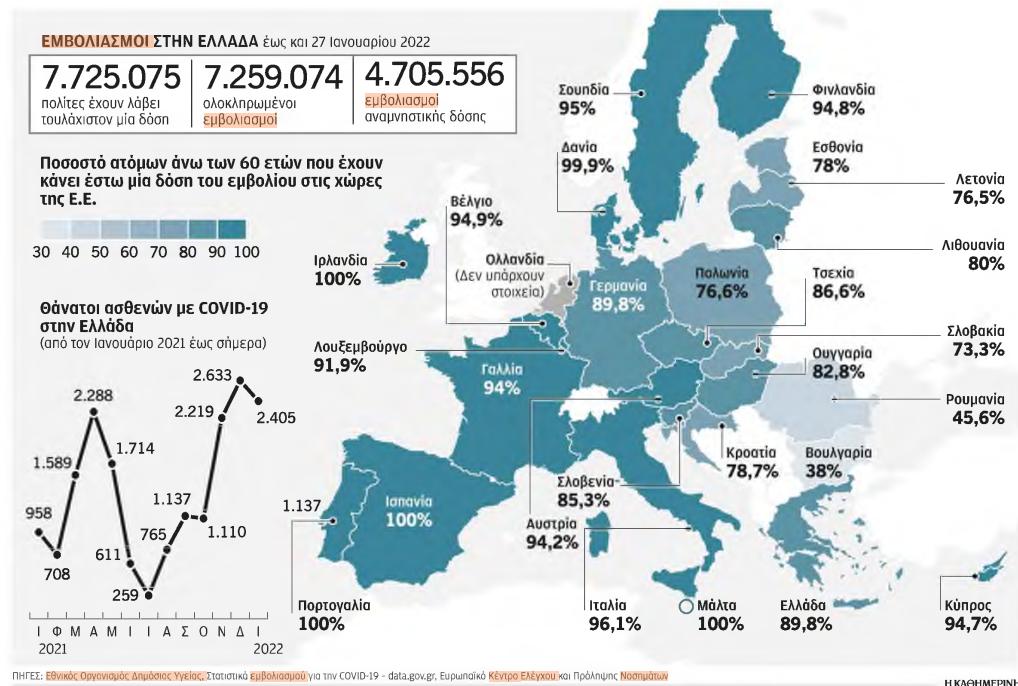 ΕΜΒΟΛΙΑΣΜΟΙ ΣΤΗΝ ΕΛΛΑΔΑ έως και 27 Ιανουαρίου 2022
7.725.075
πολίτες έχουν λάβει
τουλάχιστον μία δόση
7.259.074
ολοκληρωμένοι
εμβολιασμοί
4.705.556
εμβολιασμοί
αναμνηστικής δόσης
Ποσοστό ατόμων άνω των 60 ετών που έχουν
κάνει έστω μία δόση του εμβολίου στις χώρες
της Ε.Ε.
30 40 50 60 70 80 90 100
Θάνατοι ασθενών με COVID-19
στην Ελλάδα
(από τον Ιανουάριο 2021 έως σήμερα)
958
708
1.589
2.288
1.714
611
259
765
1.137
1.110
2.219
2.633
2.405
Ι Φ Μ Α Μ Ι Ι Α Σ Ο Ν Δ Ι
2021 2022
Σουηδία
95%
Φινλανδία
94,8%
Δανία
99,9%
Εσθονία
78%
Λετονία
76,5%
Βέλγιο
94,9%
Λιθουανία
80%
Ιρλανδία
100%
Ολλανδία
(Δεν υπάρχουν
στοιχεία)
Γερμανία
89,8%
Πολωνία
76,6%
Τσεχία
86,6%
Λουξεμβούργο
91,9%
Γαλλία
94%
Σλοβακία
73,3%
Ουγγαρία
82,8%
Ρουμανία
45,6%
Κροατία
78,7%
Βουλγαρία
38%
Σλοβενία
85,3%
Ισπανία
100%
1.137
Αυστρία
94,2%
Πορτογαλία
100%
Ιταλία
96,1%
Μάλτα
100%
Ελλάδα
89,8%
Κύπρος
94,7%
ΠΗΓΕΣ: Εθνικός Οργανισμός Δημόσιας Υγείας, Στατιστικά εμβολιασμού για την COVID-19 - data.gov.gr, Ευρωπαϊκό Κέντρο Ελέγχου και Πρόληψης Νοσημάτων
Η ΚΑΘΗΜΕΡΙΝΗ